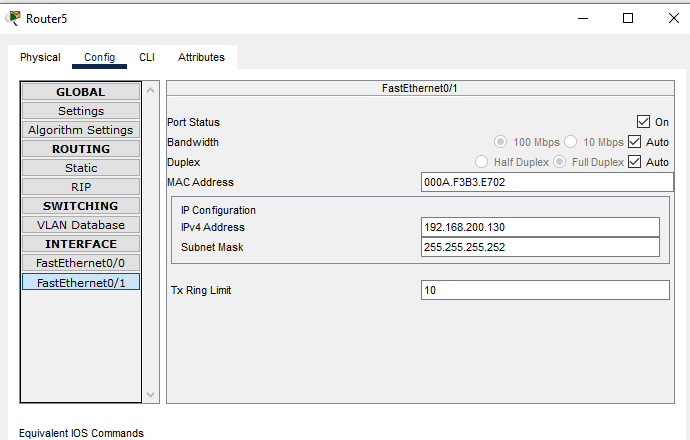 Router5
Physical Config CLI Attributes
GLOBAL
Settings
Algorithm Settings
ROUTING
Static
RIP
SWITCHING
VLAN Database
INTERFACE
FastEthernet0/0
FastEthernet0/1
FastEthernet0/1
Port Status On
Bandwidth 100 Mbps 10 Mbps Auto
Duplex Half Duplex Full Duplex Auto
MAC Address 000A.F3B3.E702
IP Configuration
IPv4 Address 192.168.200.130
Subnet Mask 255.255.255.252
Tx Ring Limit 10
Equivalent IOS Commands